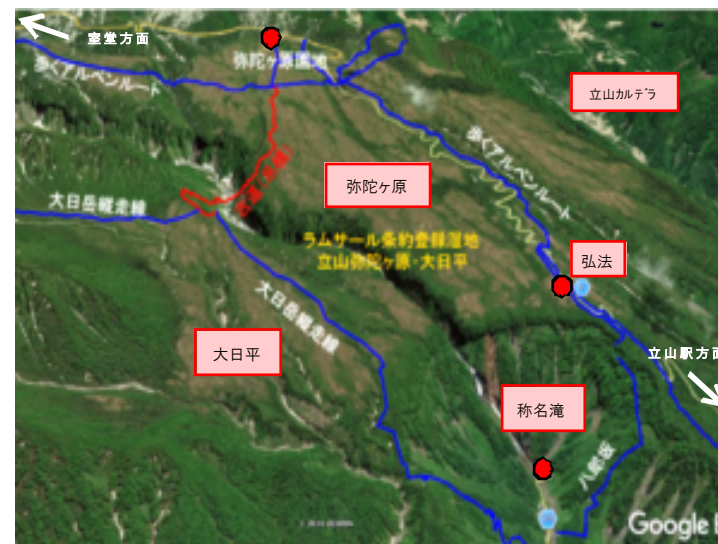 室堂方面
弥陀ヶ原園地
歩くアルペンルート
立山カルデラ
歩くアルペンルート
弥陀ヶ原
大日岳縦走線
ラムサール条約登録湿地
立山弥陀ヶ原・大日平
弘法
大日岳縦走線
大日平
立山駅方面
称名滝
八郎坂
Google